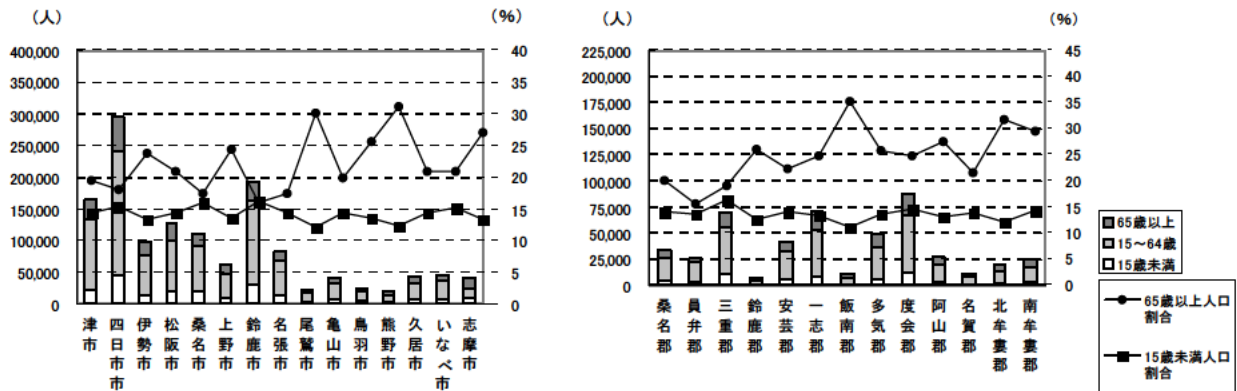 (人)
(%)
400,000
350,000
300,000
250,000
200,000
150,000
100,000
50,000
0
40
35
30
25
20
15
10
5
0
津市
四日市市
伊勢市
松阪市
桑名市
上野市
鈴鹿市
名張市
尾鷲市
亀山市
鳥羽市
熊野市
久居市
いなべ市
志摩市
(人)
(%)
225,000
200,000
175,000
150,000
125,000
100,000
75,000
50,000
25,000
0
45
40
35
30
25
20
15
10
5
0
桑名郡
員弁郡
三重郡
鈴鹿郡
安芸郡
一志郡
飯南郡
多気郡
度会郡
阿山郡
名賀郡
北牟婁郡
南牟婁郡
65歳以上
15～64歳
15歳未満
65歳以上人口
割合
15歳未満人口
割合